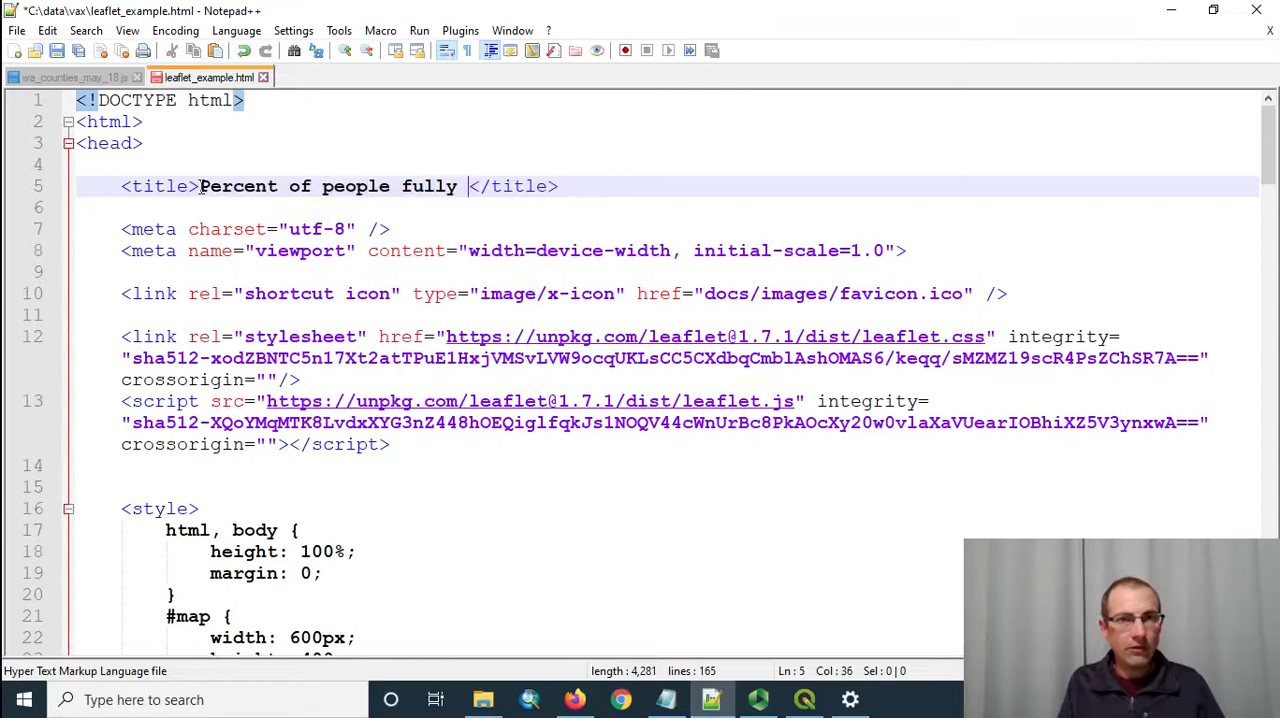 *C:\data\vax\leaflet_example.html - Notepad++
File Edit Search View Encoding Language Settings Tools Macro Run Plugins Window ? X
wa_counties_may_18.js leaflet_example.html
1 <!DOCTYPE html>
2 <html>
3 <head>
4
5 <title>Percent of people fully </title>
6
7 <meta charset="utf-8" />
8 <meta name="viewport" content="width=device-width, initial-scale=1.0">
9
10 <link rel="shortcut icon" type="image/x-icon" href="docs/images/favicon.ico" />
11
12 <link rel="stylesheet" href="https://unpkg.com/leaflet@1.7.1/dist/leaflet.css" integrity=
"sha512-xodZBNTC5n17Xt2atTPuE1HxjVMSvLVW9ocqUKLsCC5CXdbqCmblAshOMAS6/keqq/sMZMZ19scR4PsZChSR7A=="
crossorigin=""/>
13 <script src="https://unpkg.com/leaflet@1.7.1/dist/leaflet.js" integrity=
"sha512-XQoYMqMTK8LvdxXYG3nZ448hOEQiglfqkJs1NOQV44cWnUrBc8PkAOcXy20w0vlaXaVUearIOBhiXZ5V3ynxwA=="
crossorigin=""></script>
14
15
16 <style>
17 html, body {
18 height: 100%;
19 margin: 0;
20 }
21 #map {
22 width: 600px;
Hyper Text Markup Language file length : 4,281 lines : 165 Ln : 5 Col : 36 Sel : 0 | 0
Type here to search